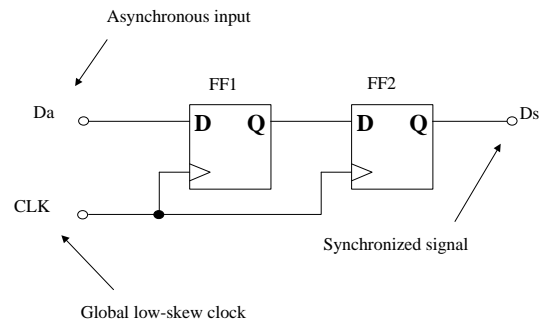 Asynchronous input
FF1
FF2
Da
D Q
D Q
Ds
CLK
Synchronized signal
Global low-skew clock